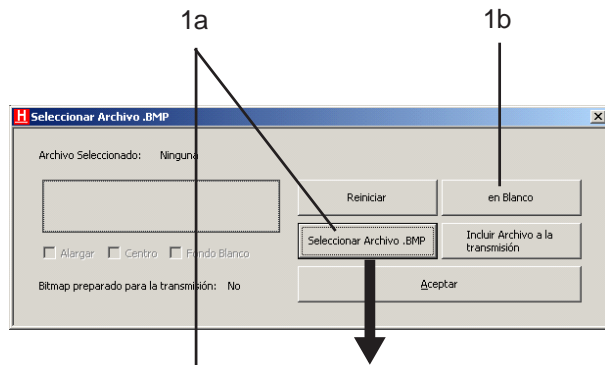 1a
1b
H Seleccionar Archivo .BMP
Archivo Seleccionado: Ninguna
Reiniciar
en Blanco
Seleccionar Archivo .BMP
Incluir Archivo a la
transmisión
Alargar Centro Fondo Blanco
Bitmap preparado para la transmisión: No
Aceptar